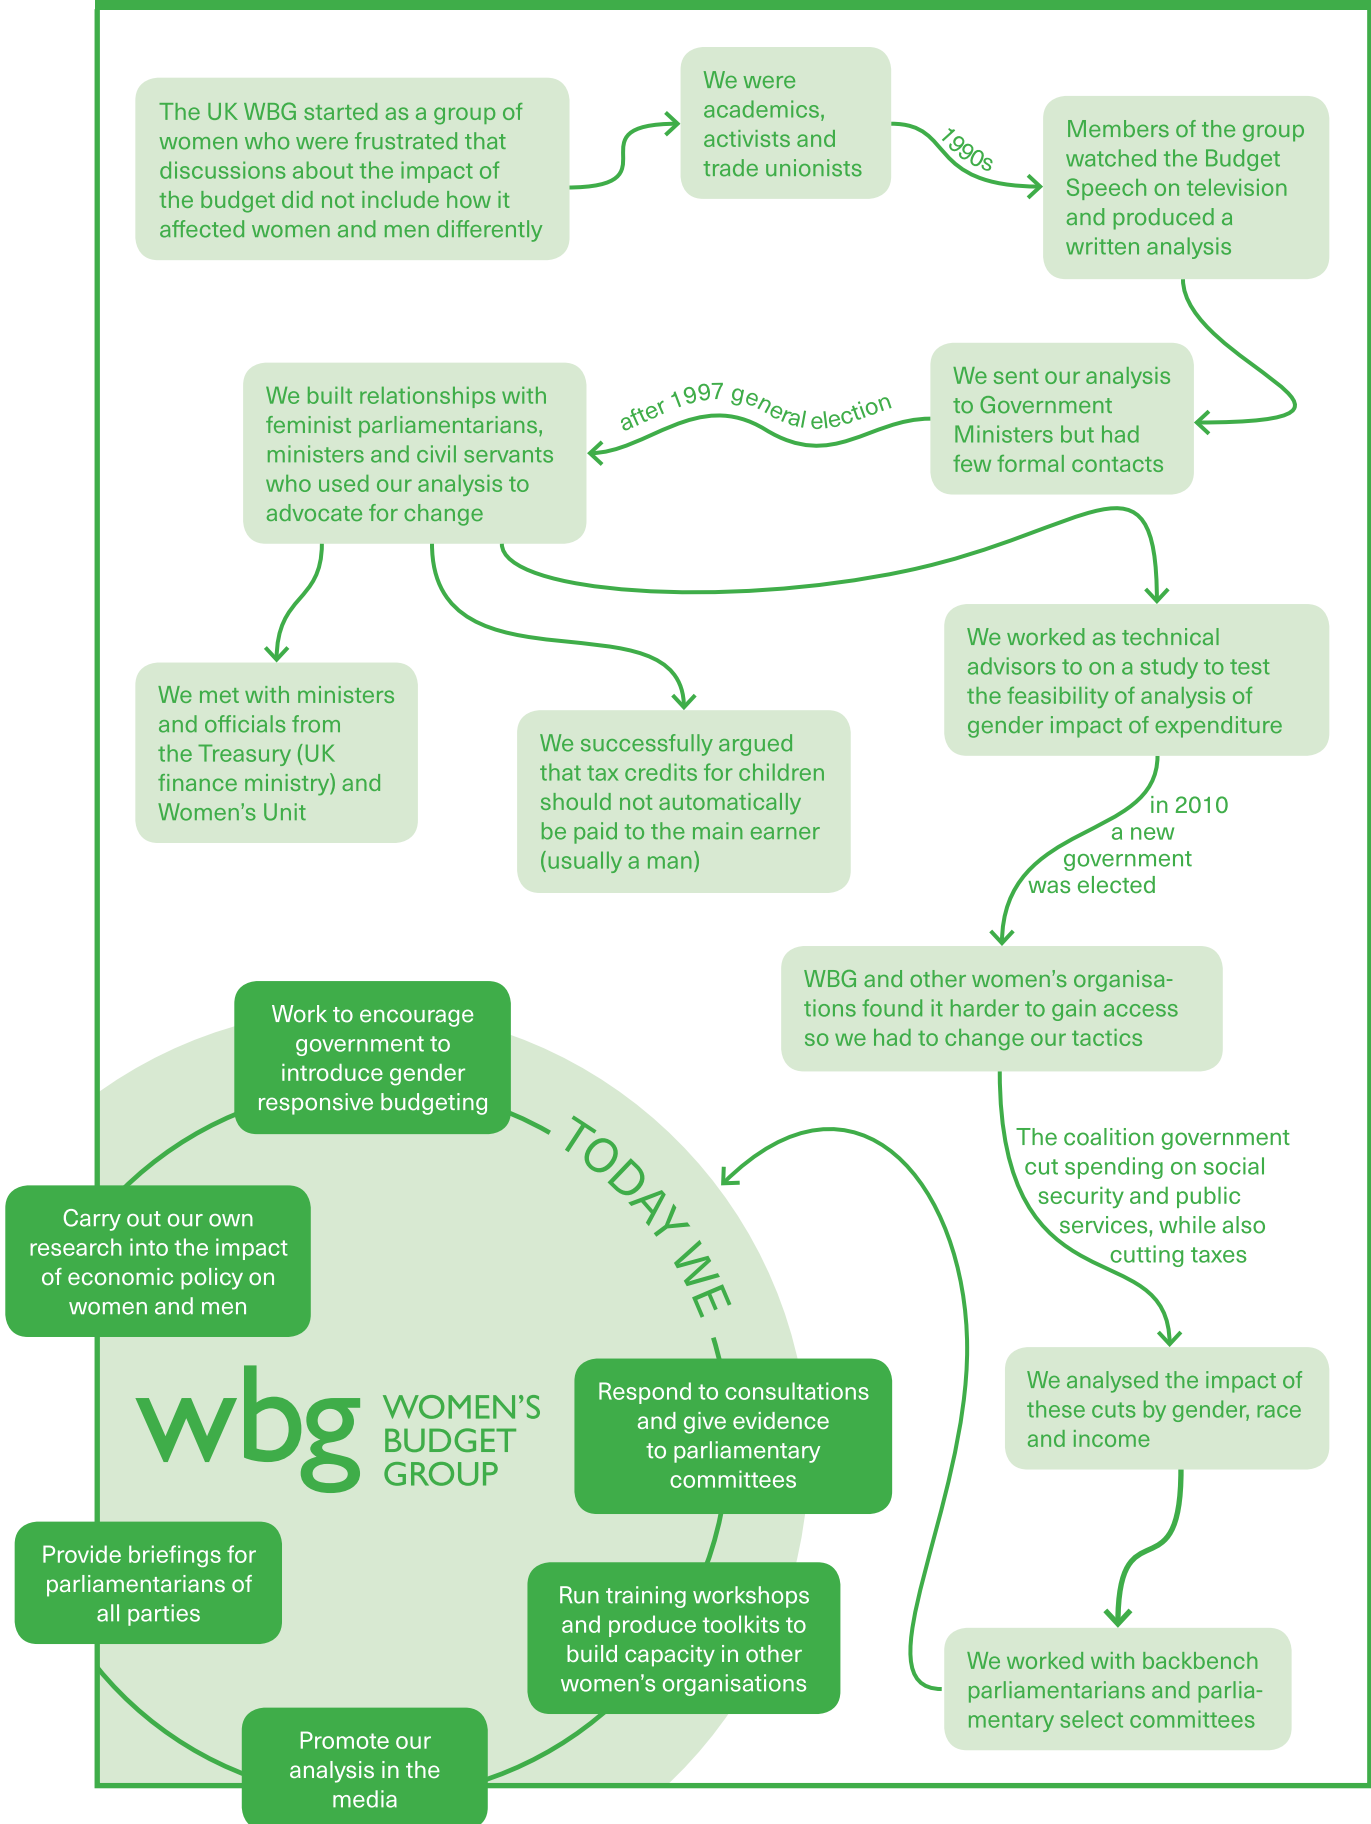 The UK WBG started as a group of
women who were frustrated that
discussions about the impact of
the budget did not include how it
affected women and men differently
We were
academics,
activists and
trade unionists
1990s
Members of the group
watched the Budget
Speech on television
and produced a
written analysis
We sent our analysis
to Government
Ministers but had
few formal contacts
after 1997 general election
We built relationships with
feminist parliamentarians,
ministers and civil servants
who used our analysis to
advocate for change
We met with ministers
and officials from
the Treasury (UK
finance ministry) and
Women's Unit
We successfully argued
that tax credits for children
should not automatically
be paid to the main earner
(usually a man)
We worked as technical
advisors to on a study to test
the feasibility of analysis of
gender impact of expenditure
in 2010
a new
government
was elected
WBG and other women's organisa-
tions found it harder to gain access
so we had to change our tactics
The coalition government
cut spending on social
security and public
services, while also
cutting taxes
We analysed the impact of
these cuts by gender, race
and income
We worked with backbench
parliamentarians and parlia-
mentary select committees
TODAY WE
Respond to consultations
and give evidence
to parliamentary
committees
Run training workshops
and produce toolkits to
build capacity in other
women's organisations
Promote our
analysis in the
media
Provide briefings for
parliamentarians of
all parties
Carry out our own
research into the impact
of economic policy on
women and men
Work to encourage
government to
introduce gender
responsive budgeting
wbg
WOMEN'S
BUDGET
GROUP